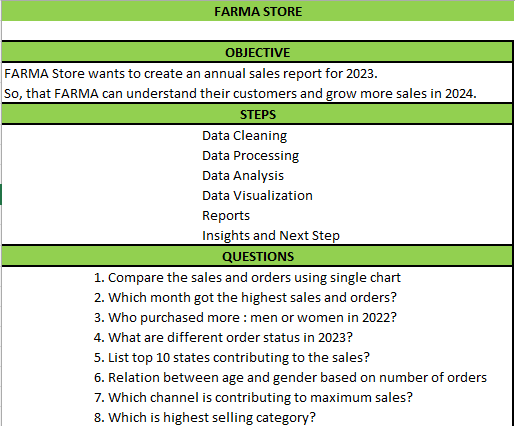 FARMA STORE
OBJECTIVE
FARMA Store wants to create an annual sales report for 2023.
So, that FARMA can understand their customers and grow more sales in 2024.
STEPS
Data Cleaning
Data Processing
Data Analysis
Data Visualization
Reports
Insights and Next Step
QUESTIONS
1. Compare the sales and orders using single chart
2. Which month got the highest sales and orders?
3. Who purchased more : men or women in 2022?
4. What are different order status in 2023?
5. List top 10 states contributing to the sales?
6. Relation between age and gender based on number of orders
7. Which channel is contributing to maximum sales?
8. Which is highest selling category?